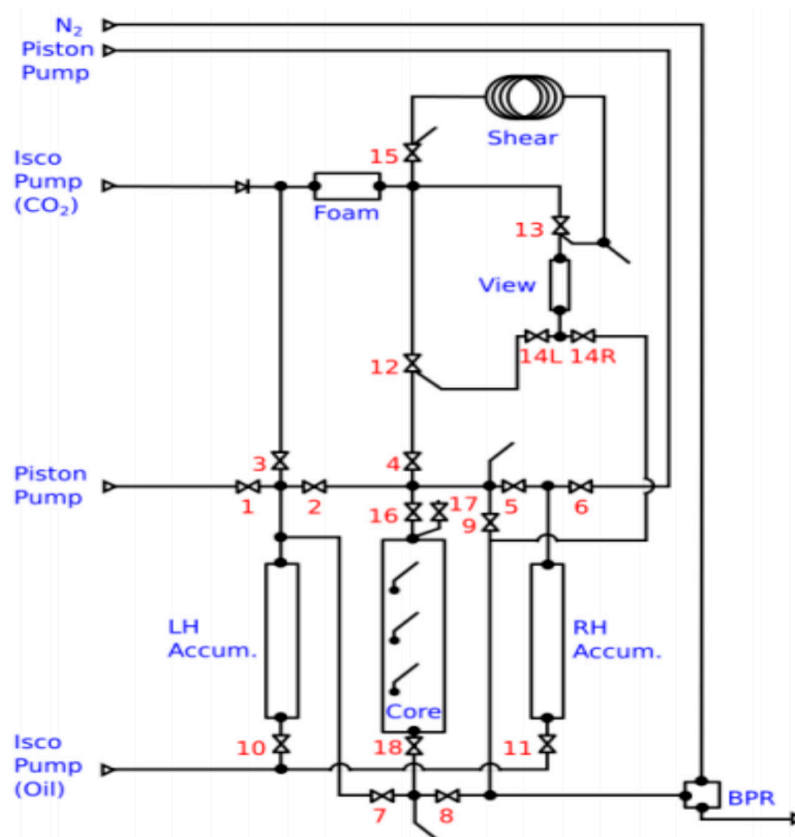 N₂
Piston
Pump
Shear
15
Isco
Pump
(CO₂)
Foam
13
View
14L 14R
12
3
4
Piston
Pump
1
2
16
17
9
5
6
LH
Accum.
RH
Accum.
Core
10
18
11
Isco
Pump
(Oil)
7
8
BPR